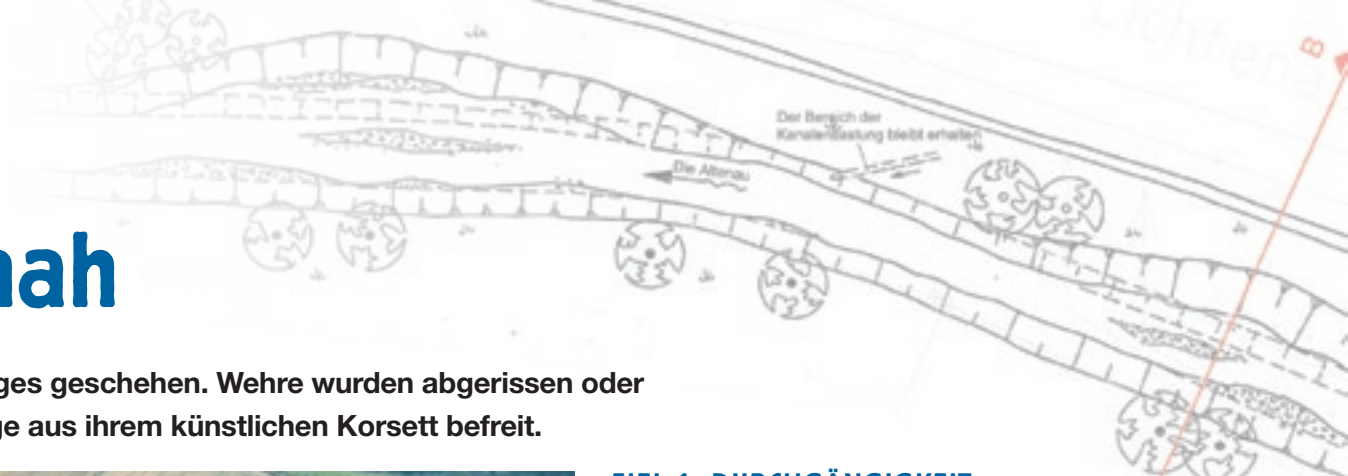 Lichtena
B
Der Bereich der
Kanalentlastung bleibt erhalten
Die Altenau
nah
ges geschehen. Wehre wurden abgerissen oder
ge aus ihrem künstlichen Korsett befreit.